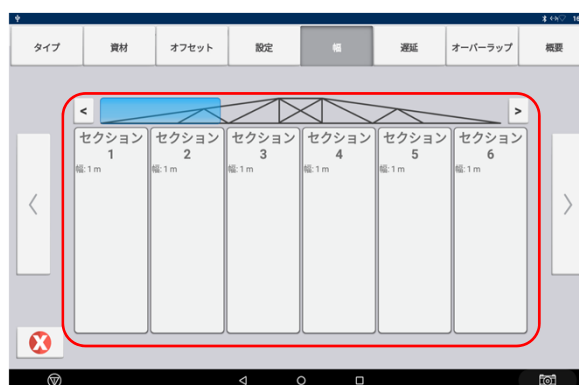 16
タイプ
資材
オフセット
設定
幅
遅延
オーバーラップ
概要
<
>
セクション
1
幅: 1 m
セクション
2
幅: 1 m
セクション
3
幅: 1 m
セクション
4
幅: 1 m
セクション
5
幅: 1 m
セクション
6
幅: 1 m